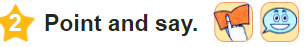 2 Point and say.